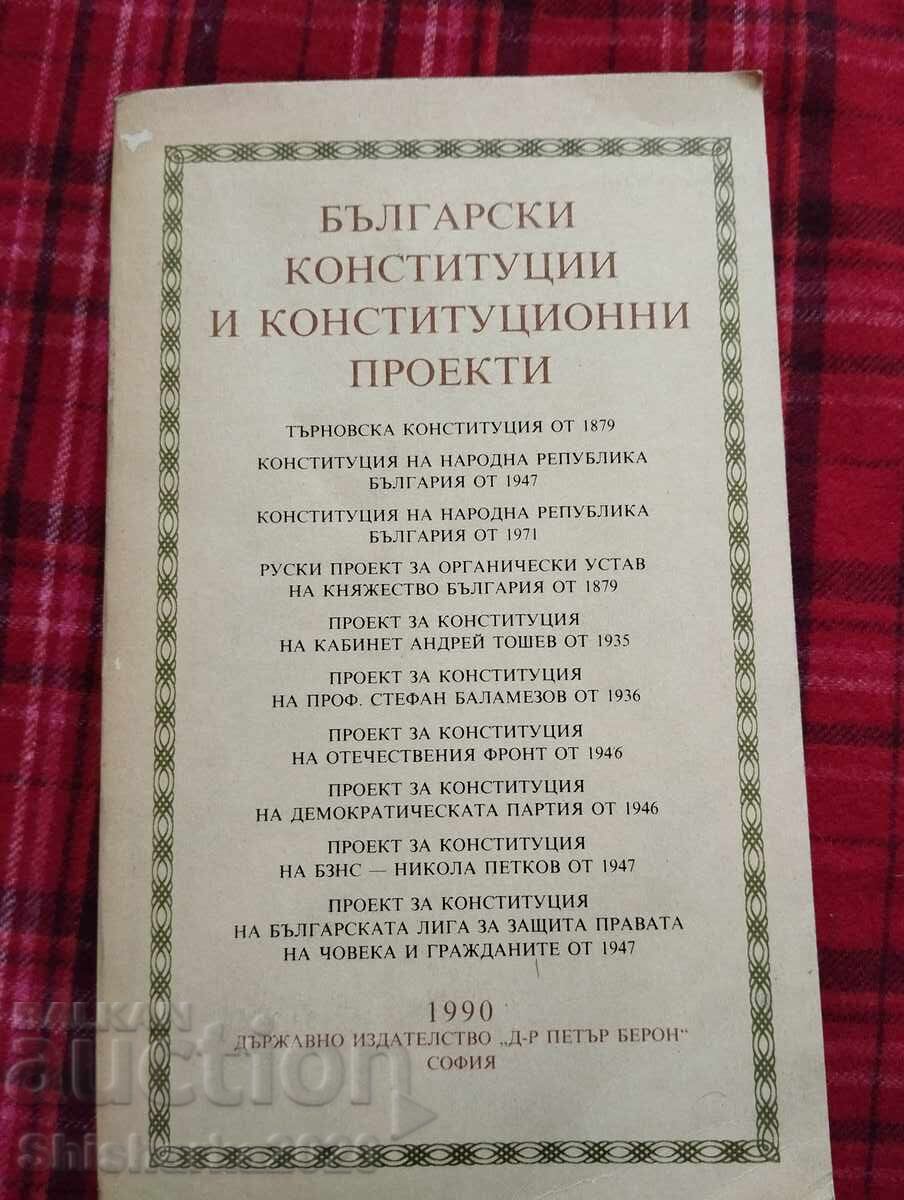 БЪЛГАРСКИ
КОНСТИТУЦИИ
И КОНСТИТУЦИОННИ
ПРОЕКТИ
ТЪРНОВСКА КОНСТИТУЦИЯ ОТ 1879
КОНСТИТУЦИЯ НА НАРОДНА РЕПУБЛИКА
БЪЛГАРИЯ ОТ 1947
КОНСТИТУЦИЯ НА НАРОДНА РЕПУБЛИКА
БЪЛГАРИЯ ОТ 1971
РУСКИ ПРОЕКТ ЗА ОРГАНИЧЕСКИ УСТАВ
НА КНЯЖЕСТВО БЪЛГАРИЯ ОТ 1879
ПРОЕКТ ЗА КОНСТИТУЦИЯ
НА КАБИНЕТ АНДРЕЙ ТОШЕВ ОТ 1935
ПРОЕКТ ЗА КОНСТИТУЦИЯ
НА ПРОФ. СТЕФАН БАЛАМЕЗОВ ОТ 1936
ПРОЕКТ ЗА КОНСТИТУЦИЯ
НА ОТЕЧЕСТВЕНИЯ ФРОНТ ОТ 1946
ПРОЕКТ ЗА КОНСТИТУЦИЯ
НА ДЕМОКРАТИЧЕСКАТА ПАРТИЯ ОТ 1946
ПРОЕКТ ЗА КОНСТИТУЦИЯ
НА БЗНС — НИКОЛА ПЕТКОВ ОТ 1947
ПРОЕКТ ЗА КОНСТИТУЦИЯ
НА БЪЛГАРСКАТА ЛИГА ЗА ЗАЩИТА ПРАВАТА
НА ЧОВЕКА И ГРАЖДАНИТЕ ОТ 1947
1990
ДЪРЖАВНО ИЗДАТЕЛСТВО „Д-Р ПЕТЪР БЕРОН"
СОФИЯ
BALKAN
auction